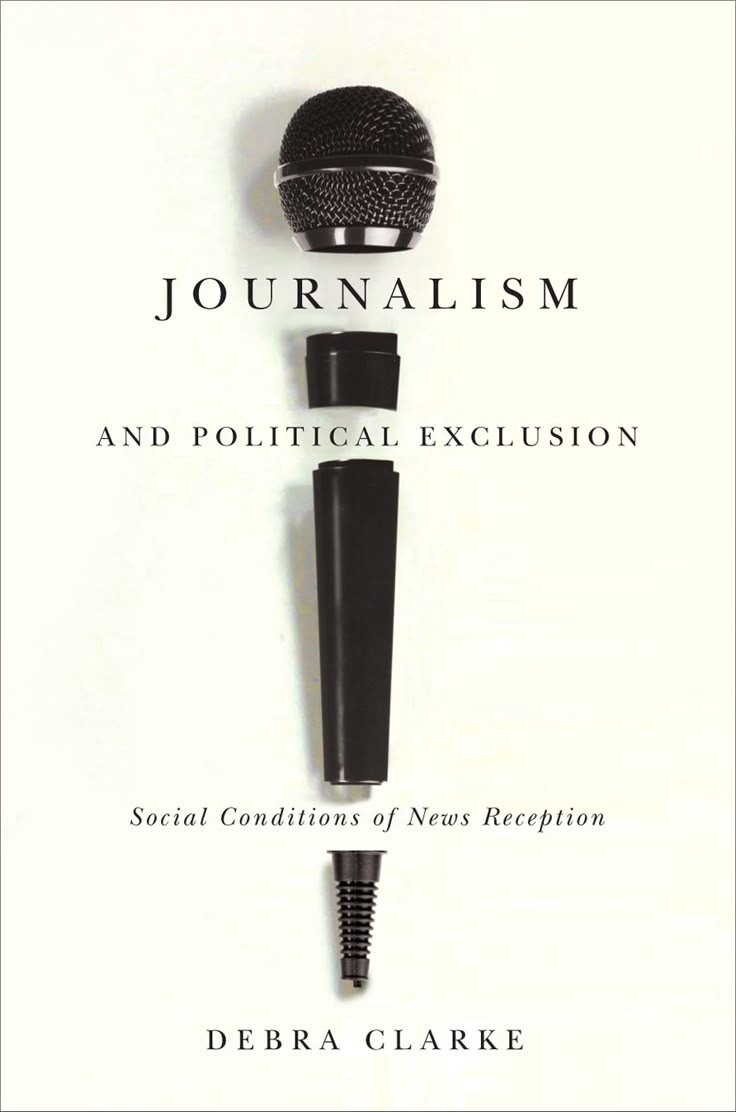 JOURNALISM
AND POLITICAL EXCLUSION
Social Conditions of News Reception
DEBRA CLARKE